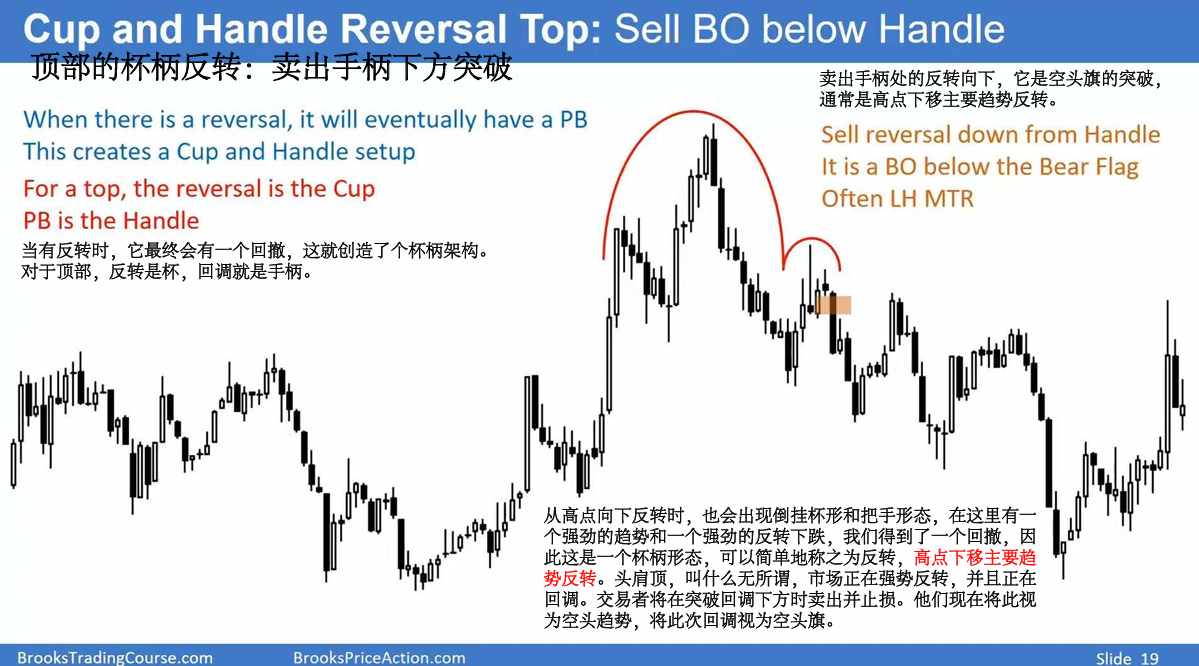 Cup and Handle Reversal Top: Sell BO below Handle
顶部的杯柄反转：卖出手柄下方突破
卖出手柄处的反转向下，它是空头旗的突破，
通常是高点下移主要趋势反转。
When there is a reversal, it will eventually have a PB
This creates a Cup and Handle setup
Sell reversal down from Handle
It is a BO below the Bear Flag
Often LH MTR
For a top, the reversal is the Cup
PB is the Handle
当有反转时，它最终会有一个回撤，这就创造了个杯柄架构。
对于顶部，反转是杯，回调就是手柄。
从高点向下反转时，也会出现倒挂杯形和把手形态，在这里有一
个强劲的趋势和一个强劲的反转下跌，我们得到了一个回撤，因
此这是一个杯柄形态，可以简单地称之为反转，高点下移主要趋
势反转。头肩顶，叫什么无所谓，市场正在强势反转，并且正在
回调。交易者将在突破回调下方时卖出并止损。他们现在将此视
为空头趋势，将此次回调视为空头旗。
BrooksTradingCourse.com
BrooksPriceAction.com
Slide 19